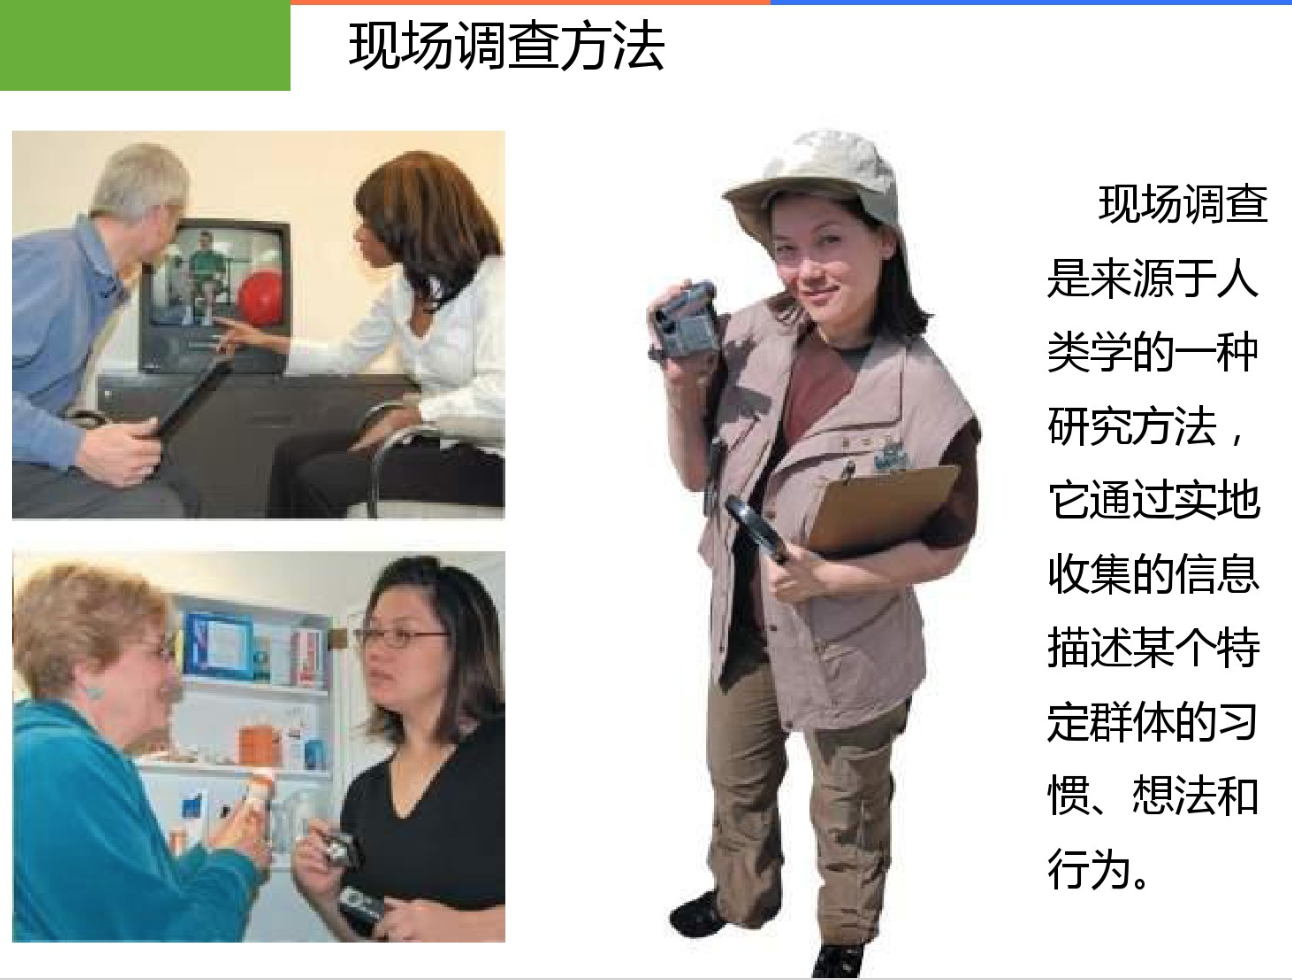 现场调查方法
现场调查
是来源于人
类学的一种
研究方法，
它通过实地
收集的信息
描述某个特
定群体的习
惯、想法和
行为。